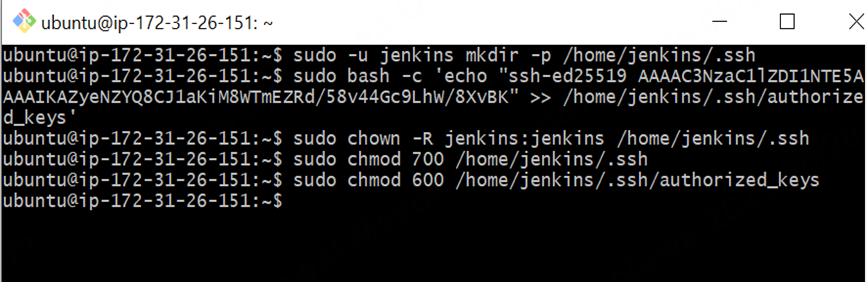 ubuntu@ip-172-31-26-151: ~
ubuntu@ip-172-31-26-151:~$ sudo -u jenkins mkdir -p /home/jenkins/.ssh
ubuntu@ip-172-31-26-151:~$ sudo bash -c 'echo "ssh-ed25519 AAAAC3NzaC1lZDI1NTE5A
AAAIKAZyeNZYQ8CJ1aKiM8WTmEZRd/58v44Gc9LhW/8XvBK" >> /home/jenkins/.ssh/authorize
d_keys'
ubuntu@ip-172-31-26-151:~$ sudo chown -R jenkins:jenkins /home/jenkins/.ssh
ubuntu@ip-172-31-26-151:~$ sudo chmod 700 /home/jenkins/.ssh
ubuntu@ip-172-31-26-151:~$ sudo chmod 600 /home/jenkins/.ssh/authorized_keys
ubuntu@ip-172-31-26-151:~$